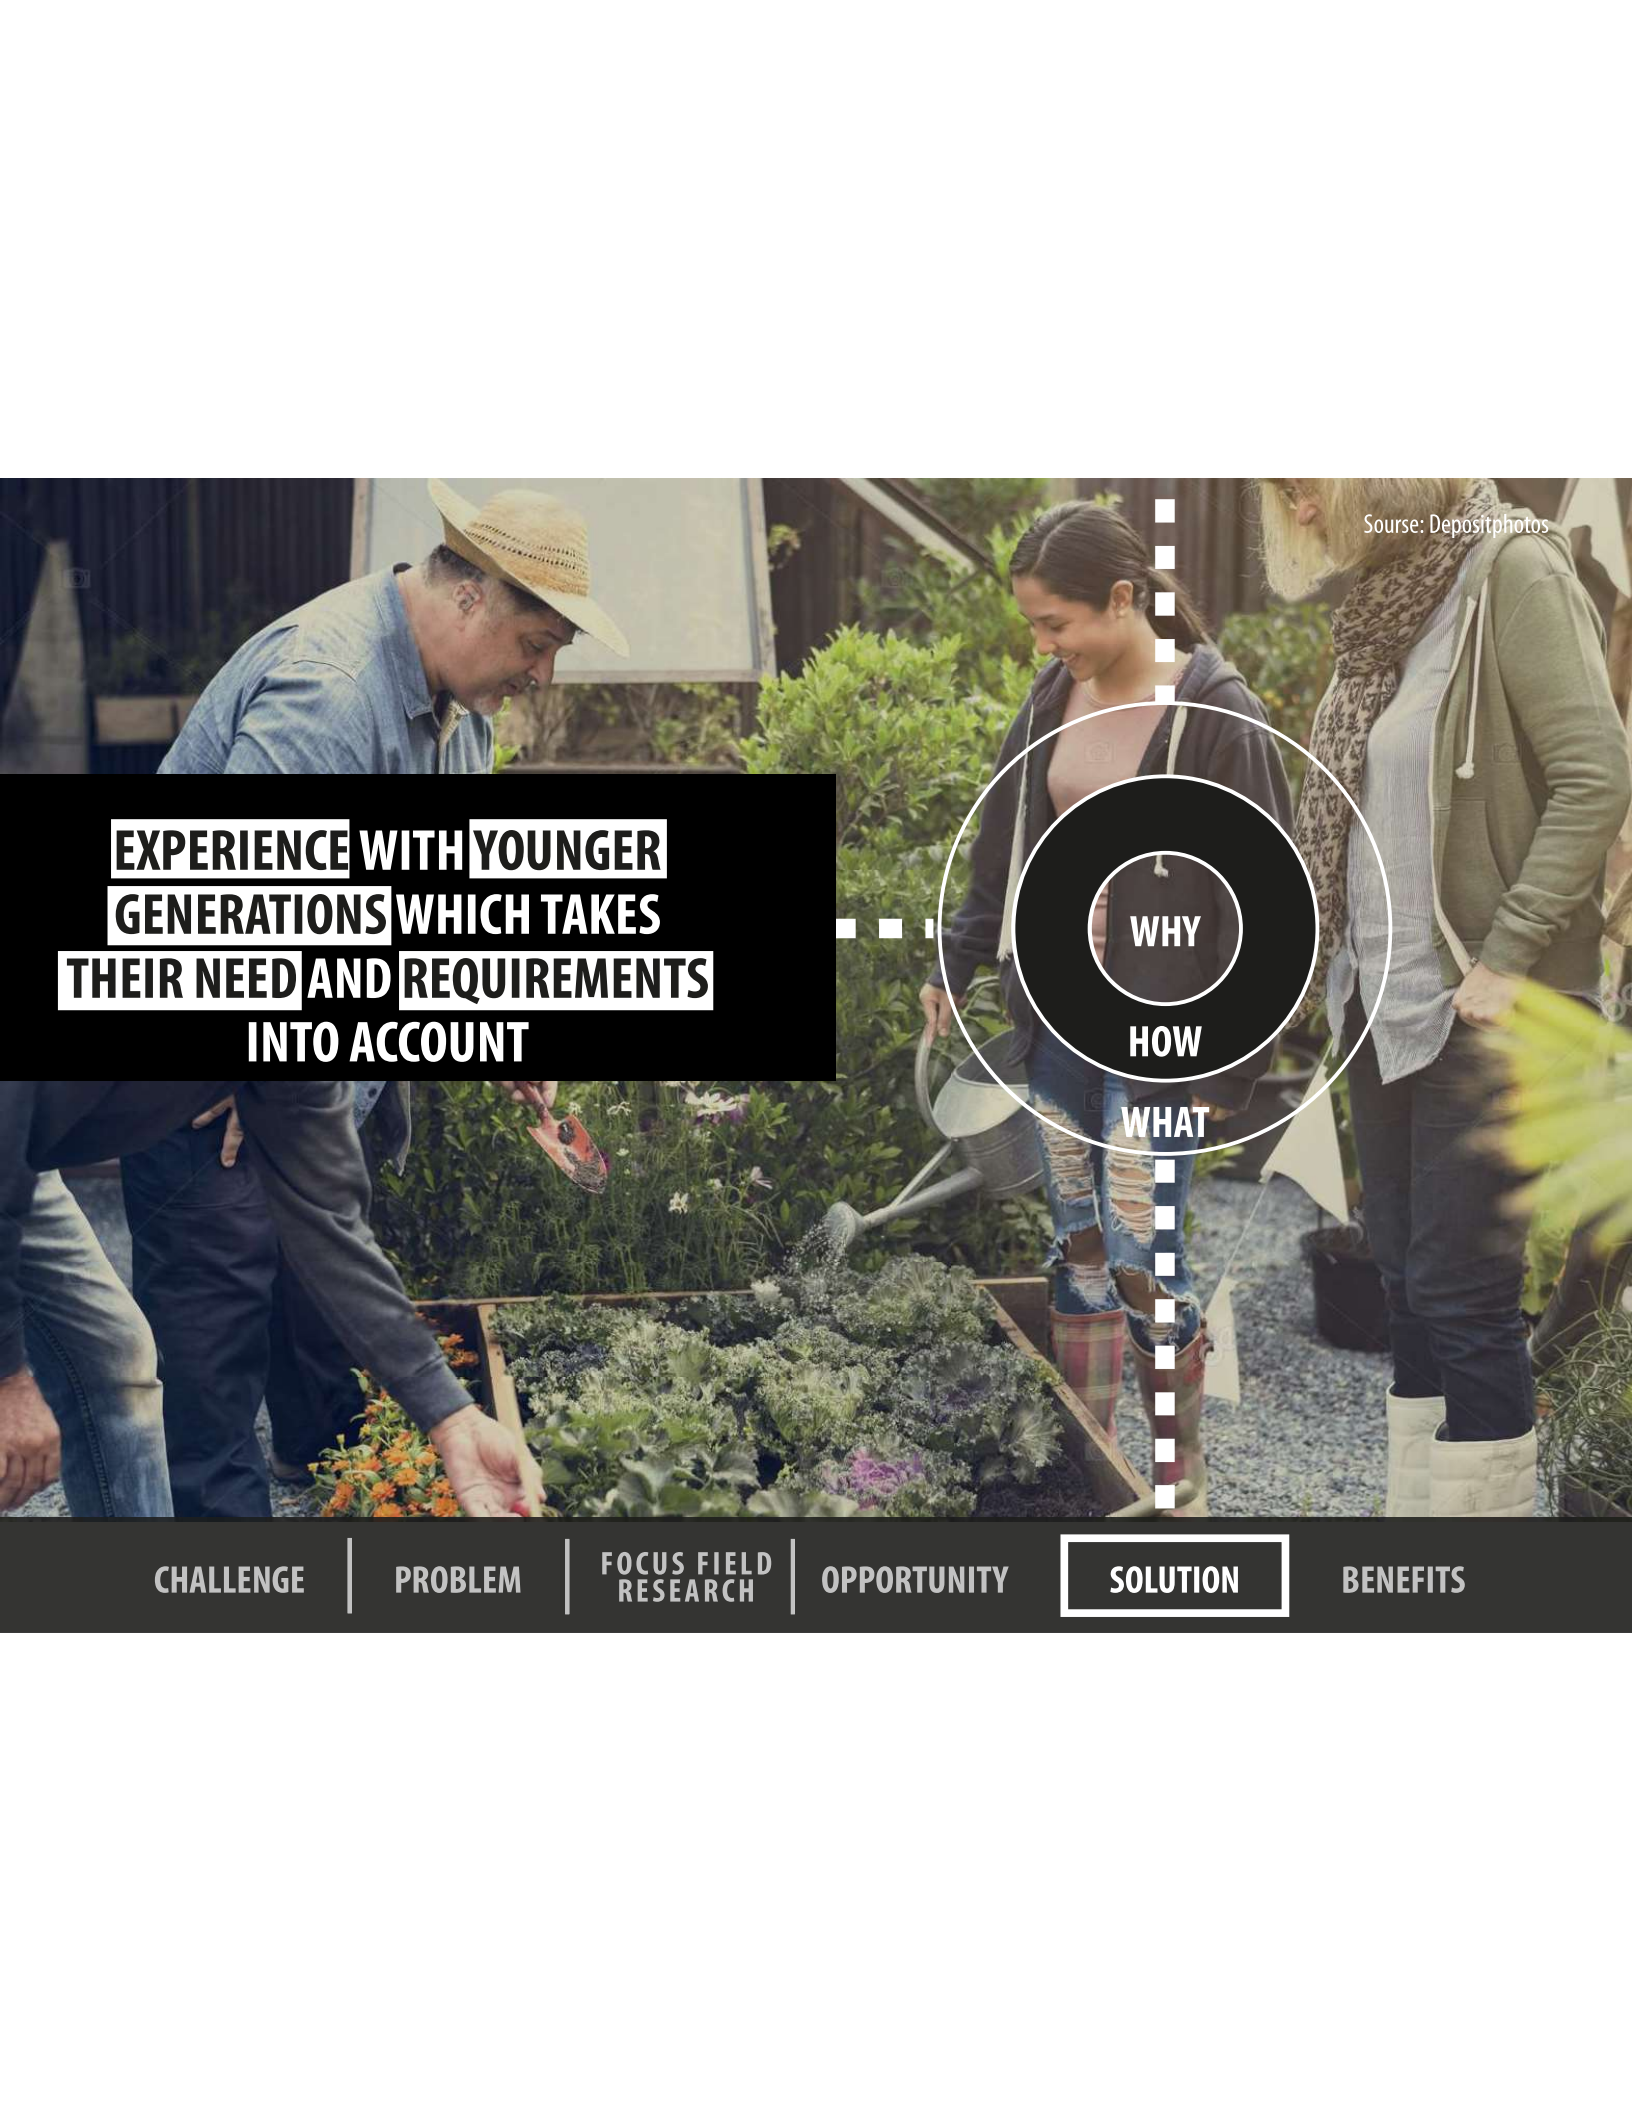 Sourse: Depositphotos
EXPERIENCE WITH YOUNGER
GENERATIONS WHICH TAKES
THEIR NEED AND REQUIREMENTS
INTO ACCOUNT
WHY
HOW
WHAT
CHALLENGE
PROBLEM
FOCUS FIELD
RESEARCH
OPPORTUNITY
SOLUTION
BENEFITS